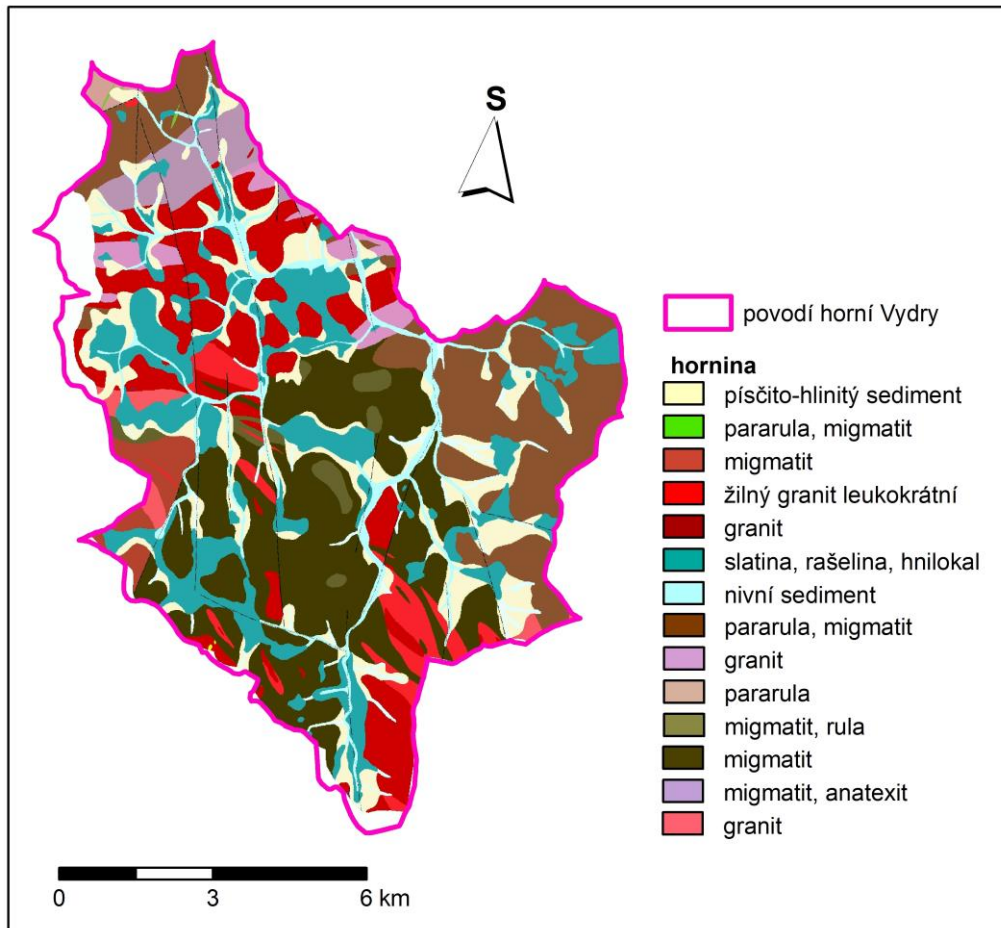 S
povodí horní Vydry
hornina
písčito-hlinitý sediment
pararula, migmatit
migmatit
žilný granit leukokrátní
granit
slatina, rašelina, hnilokal
nivní sediment
pararula, migmatit
granit
pararula
migmatit, rula
migmatit
migmatit, anatexit
granit
0 3 6 km